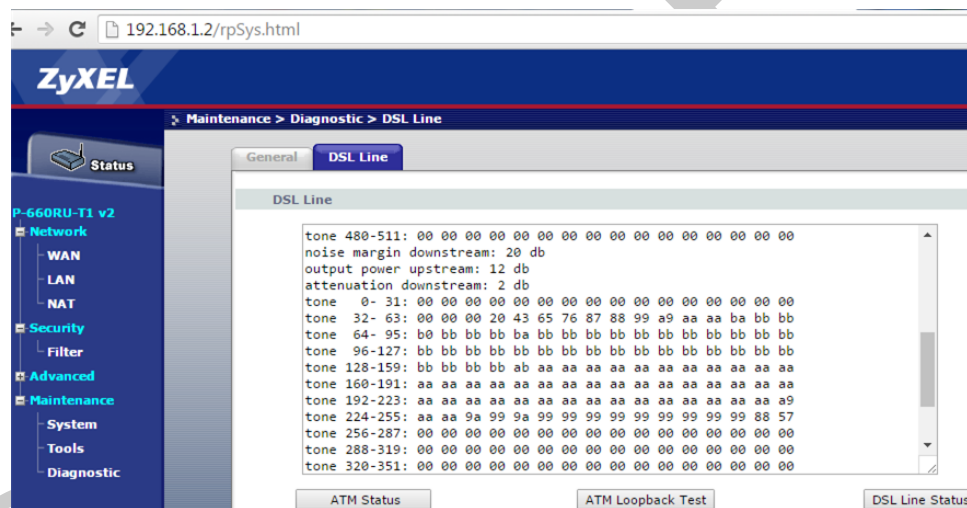 192.168.1.2/rpSys.html
ZyXEL
Maintenance > Diagnostic > DSL Line
Status
General
DSL Line
DSL Line
P-660RU-T1 v2
Network
WAN
LAN
NAT
Security
Filter
Advanced
Maintenance
System
Tools
Diagnostic
tone 480-511: 00 00 00 00 00 00 00 00 00 00 00 00 00 00 00 00
noise margin downstream: 20 db
output power upstream: 12 db
attenuation downstream: 2 db
tone   0- 31: 00 00 00 00 00 00 00 00 00 00 00 00 00 00 00 00
tone  32- 63: 00 00 00 20 43 65 76 87 88 99 a9 aa aa ba bb bb
tone  64- 95: b0 bb bb bb ba bb bb bb bb bb bb bb bb bb bb bb
tone  96-127: bb bb bb bb bb bb bb bb bb bb bb bb bb bb bb bb
tone 128-159: bb bb bb bb ab aa aa aa aa aa aa aa aa aa aa aa
tone 160-191: aa aa aa aa aa aa aa aa aa aa aa aa aa aa aa aa
tone 192-223: aa aa aa aa aa aa aa aa aa aa aa aa aa aa aa a9
tone 224-255: aa aa 9a 99 9a 99 99 99 99 99 99 99 99 99 88 57
tone 256-287: 00 00 00 00 00 00 00 00 00 00 00 00 00 00 00 00
tone 288-319: 00 00 00 00 00 00 00 00 00 00 00 00 00 00 00 00
tone 320-351: 00 00 00 00 00 00 00 00 00 00 00 00 00 00 00 00
ATM Status
ATM Loopback Test
DSL Line Status